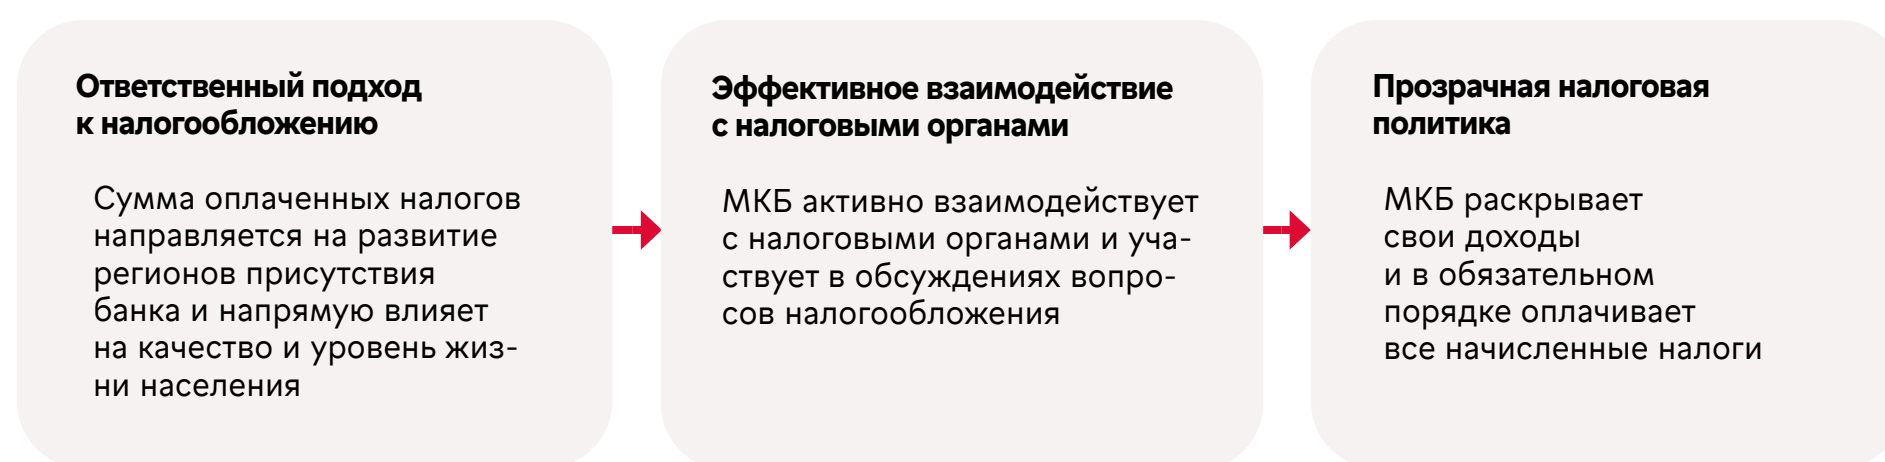 Ответственный подход
к налогообложению
Сумма оплаченных налогов
направляется на развитие
регионов присутствия
банка и напрямую влияет
на качество и уровень жиз-
ни населения
Эффективное взаимодействие
с налоговыми органами
МКБ активно взаимодействует
с налоговыми органами и уча-
ствует в обсуждениях вопро-
сов налогообложения
Прозрачная налоговая
политика
МКБ раскрывает
свои доходы
и в обязательном
порядке оплачивает
все начисленные налоги